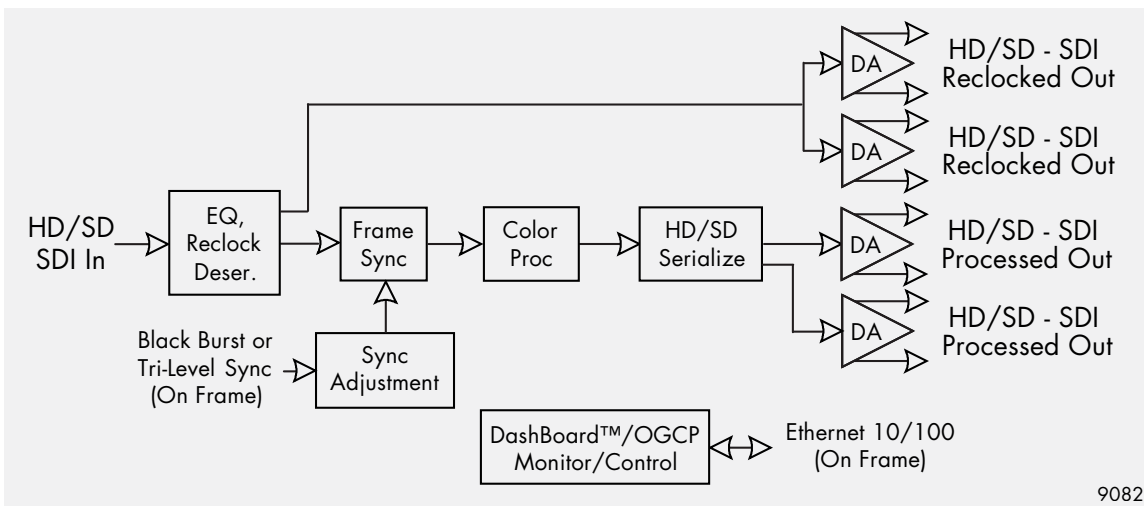 DA
HD/SD - SDI
Reclocked Out
DA
HD/SD - SDI
Reclocked Out
HD/SD
SDI In
EQ,
Reclock
Deser.
Frame
Sync
Color
Proc
HD/SD
Serialize
DA
HD/SD - SDI
Processed Out
DA
HD/SD - SDI
Processed Out
Black Burst or
Tri-Level Sync
(On Frame)
Sync
Adjustment
DashBoard™/OGCP
Monitor/Control
Ethernet 10/100
(On Frame)
9082